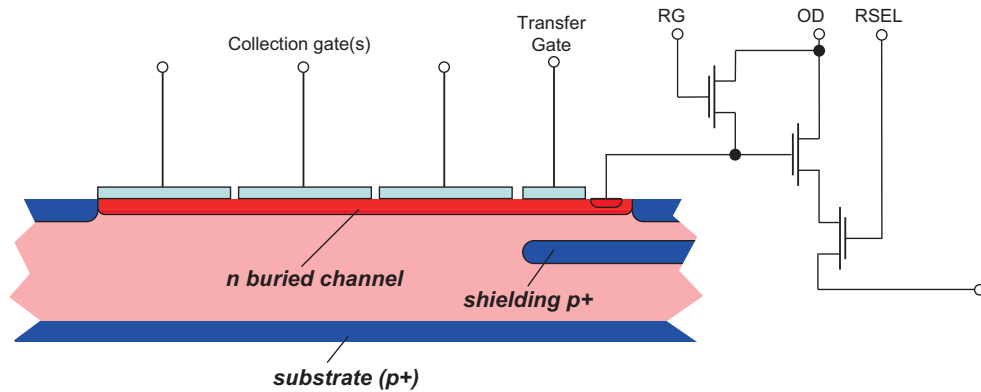 RG
OD
RSEL
Collection gate(s)
Transfer
Gate
n buried channel
shielding p+
substrate (p+)